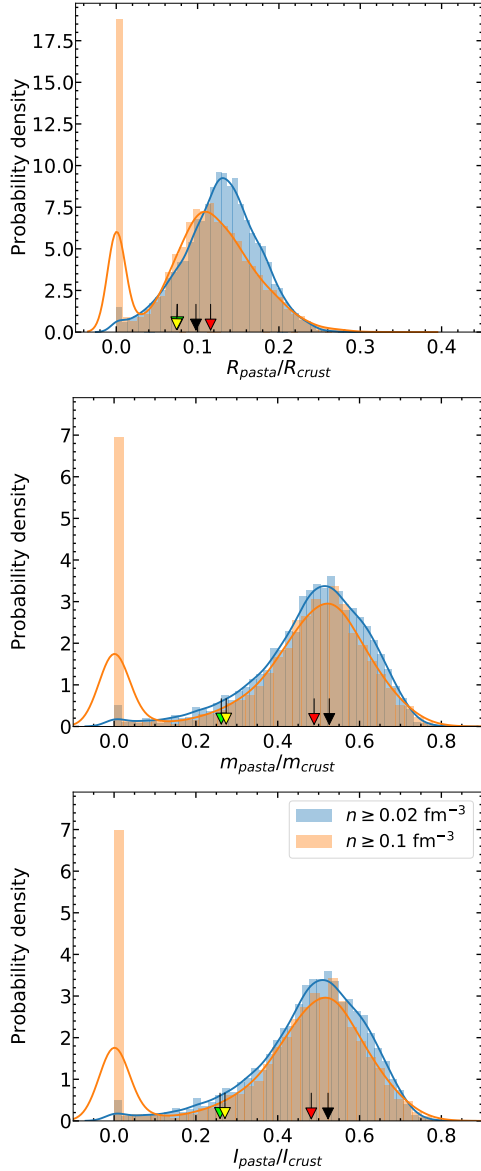 17.5
15.0
12.5
10.0
7.5
5.0
2.5
0.0
Probability density
0.0 0.1 0.2 0.3 0.4
R_pasta/R_crust
7
6
5
4
3
2
1
0
Probability density
0.0 0.2 0.4 0.6 0.8
m_pasta/m_crust
n ≥ 0.02 fm⁻³
n ≥ 0.1 fm⁻³
7
6
5
4
3
2
1
0
Probability density
0.0 0.2 0.4 0.6 0.8
I_pasta/I_crust